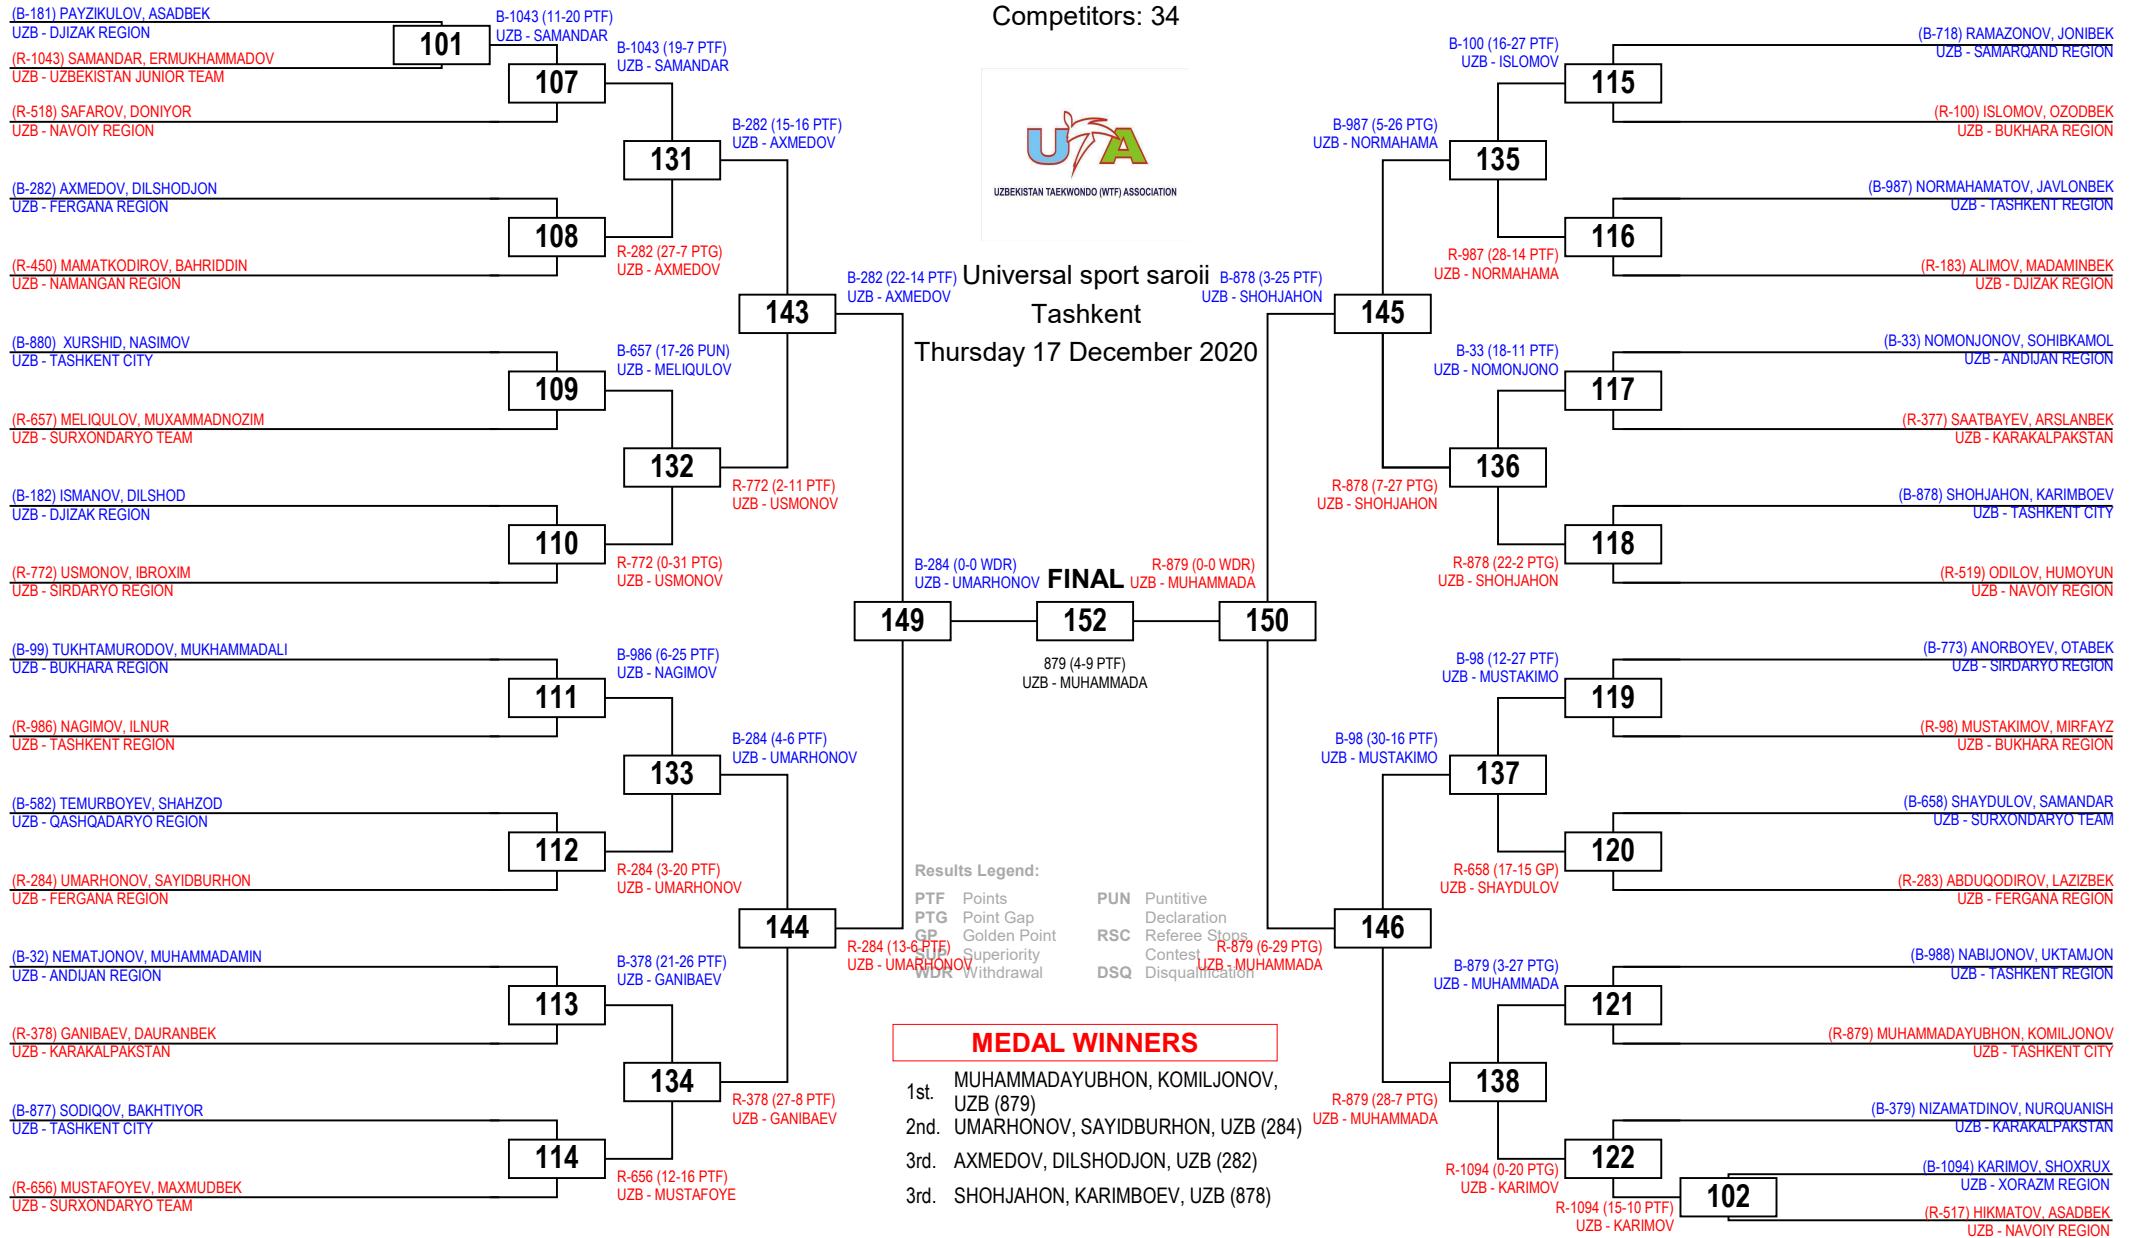 Competitors: 34
(B-181) PAYZIKULOV, ASADBEK
UZB - DJIZAK REGION
(R-1043) SAMANDAR, ERMUKHAMMADOV
UZB - UZBEKISTAN JUNIOR TEAM
101
B-1043 (11-20 PTF)
UZB - SAMANDAR
(R-518) SAFAROV, DONIYOR
UZB - NAVOIY REGION
107
B-1043 (19-7 PTF)
UZB - SAMANDAR
(B-282) AXMEDOV, DILSHODJON
UZB - FERGANA REGION
(R-450) MAMATKODIROV, BAHRIDDIN
UZB - NAMANGAN REGION
108
R-282 (27-7 PTG)
UZB - AXMEDOV
131
B-282 (15-16 PTF)
UZB - AXMEDOV
(B-880)  XURSHID, NASIMOV
UZB - TASHKENT CITY
(R-657) MELIQULOV, MUXAMMADNOZIM
UZB - SURXONDARYO TEAM
109
B-657 (17-26 PUN)
UZB - MELIQULOV
(B-182) ISMANOV, DILSHOD
UZB - DJIZAK REGION
(R-772) USMONOV, IBROXIM
UZB - SIRDARYO REGION
110
R-772 (0-31 PTG)
UZB - USMONOV
132
R-772 (2-11 PTF)
UZB - USMONOV
143
B-282 (22-14 PTF)
UZB - AXMEDOV
(B-99) TUKHTAMURODOV, MUKHAMMADALI
UZB - BUKHARA REGION
(R-986) NAGIMOV, ILNUR
UZB - TASHKENT REGION
111
B-986 (6-25 PTF)
UZB - NAGIMOV
(B-582) TEMURBOYEV, SHAHZOD
UZB - QASHQADARYO REGION
(R-284) UMARHONOV, SAYIDBURHON
UZB - FERGANA REGION
112
R-284 (3-20 PTF)
UZB - UMARHONOV
133
B-284 (4-6 PTF)
UZB - UMARHONOV
(B-32) NEMATJONOV, MUHAMMADAMIN
UZB - ANDIJAN REGION
(R-378) GANIBAEV, DAURANBEK
UZB - KARAKALPAKSTAN
113
B-378 (21-26 PTF)
UZB - GANIBAEV
(B-877) SODIQOV, BAKHTIYOR
UZB - TASHKENT CITY
(R-656) MUSTAFOYEV, MAXMUDBEK
UZB - SURXONDARYO TEAM
114
R-656 (12-16 PTF)
UZB - MUSTAFOYE
134
R-378 (27-8 PTF)
UZB - GANIBAEV
144
R-284 (13-6 PTF)
UZB - UMARHONOV
149
B-284 (0-0 WDR)
UZB - UMARHONOV
UTA
UZBEKISTAN TAEKWONDO (WTF) ASSOCIATION
Universal sport saroii
Tashkent
Thursday 17 December 2020
FINAL
152
879 (4-9 PTF)
UZB - MUHAMMADA
R-879 (0-0 WDR)
UZB - MUHAMMADA
150
B-878 (3-25 PTF)
UZB - SHOHJAHON
145
B-987 (5-26 PTG)
UZB - NORMAHAMA
135
B-100 (16-27 PTF)
UZB - ISLOMOV
115
(B-718) RAMAZONOV, JONIBEK
UZB - SAMARQAND REGION
(R-100) ISLOMOV, OZODBEK
UZB - BUKHARA REGION
R-987 (28-14 PTF)
UZB - NORMAHAMA
116
(B-987) NORMAHAMATOV, JAVLONBEK
UZB - TASHKENT REGION
(R-183) ALIMOV, MADAMINBEK
UZB - DJIZAK REGION
R-878 (7-27 PTG)
UZB - SHOHJAHON
136
B-33 (18-11 PTF)
UZB - NOMONJONO
117
(B-33) NOMONJONOV, SOHIBKAMOL
UZB - ANDIJAN REGION
(R-377) SAATBAYEV, ARSLANBEK
UZB - KARAKALPAKSTAN
R-878 (22-2 PTG)
UZB - SHOHJAHON
118
(B-878) SHOHJAHON, KARIMBOEV
UZB - TASHKENT CITY
(R-519) ODILOV, HUMOYUN
UZB - NAVOIY REGION
R-879 (6-29 PTG)
UZB - MUHAMMADA
146
B-98 (30-16 PTF)
UZB - MUSTAKIMO
137
B-98 (12-27 PTF)
UZB - MUSTAKIMO
119
(B-773) ANORBOYEV, OTABEK
UZB - SIRDARYO REGION
(R-98) MUSTAKIMOV, MIRFAYZ
UZB - BUKHARA REGION
R-658 (17-15 GP)
UZB - SHAYDULOV
120
(B-658) SHAYDULOV, SAMANDAR
UZB - SURXONDARYO TEAM
(R-283) ABDUQODIROV, LAZIZBEK
UZB - FERGANA REGION
R-879 (28-7 PTG)
UZB - MUHAMMADA
138
B-879 (3-27 PTG)
UZB - MUHAMMADA
121
(B-988) NABIJONOV, UKTAMJON
UZB - TASHKENT REGION
(R-879) MUHAMMADAYUBHON, KOMILJONOV
UZB - TASHKENT CITY
R-1094 (0-20 PTG)
UZB - KARIMOV
122
(B-379) NIZAMATDINOV, NURQUANISH
UZB - KARAKALPAKSTAN
R-1094 (15-10 PTF)
UZB - KARIMOV
102
(B-1094) KARIMOV, SHOXRUX
UZB - XORAZM REGION
(R-517) HIKMATOV, ASADBEK
UZB - NAVOIY REGION
Results Legend:
PTF Points
PTG Point Gap
GP Golden Point
SUP Superiority
WDR Withdrawal
PUN Puntitive
Declaration
RSC Referee Stops
Contest
DSQ Disqualification
MEDAL WINNERS
1st. MUHAMMADAYUBHON, KOMILJONOV,
UZB (879)
2nd. UMARHONOV, SAYIDBURHON, UZB (284)
3rd. AXMEDOV, DILSHODJON, UZB (282)
3rd. SHOHJAHON, KARIMBOEV, UZB (878)